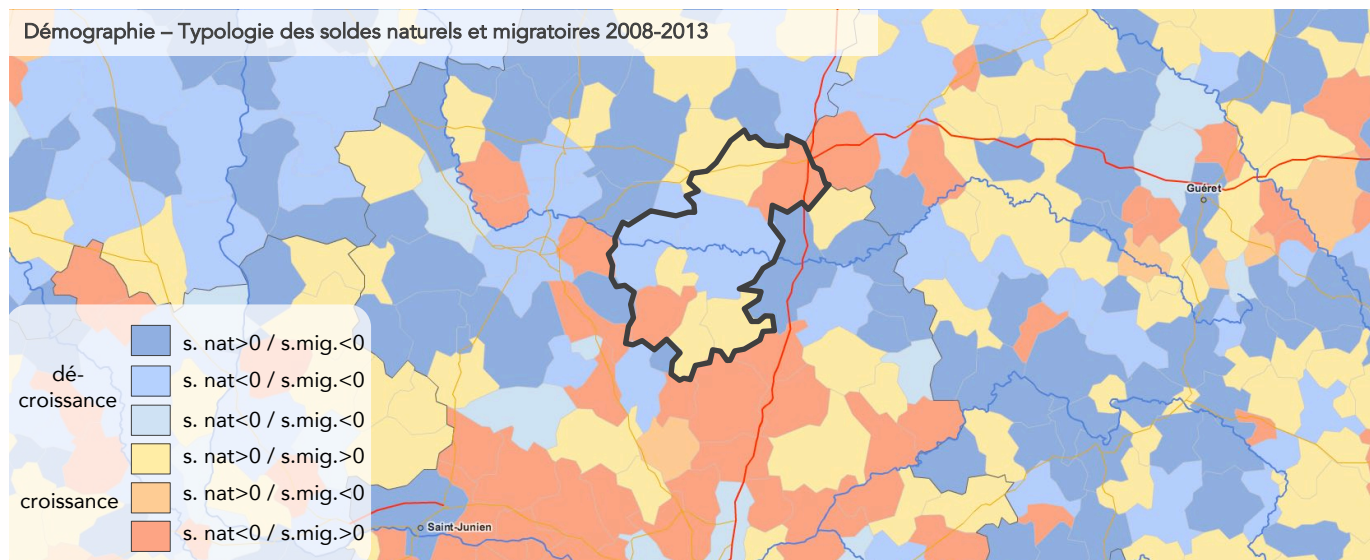 Démographie – Typologie des soldes naturels et migratoires 2008-2013
Guéret
dé-
croissance
s. nat>0 / s.mig.<0
s. nat<0 / s.mig.<0
s. nat<0 / s.mig.<0
s. nat>0 / s.mig.>0
croissance
s. nat>0 / s.mig.<0
s. nat<0 / s.mig.>0
Saint-Junien